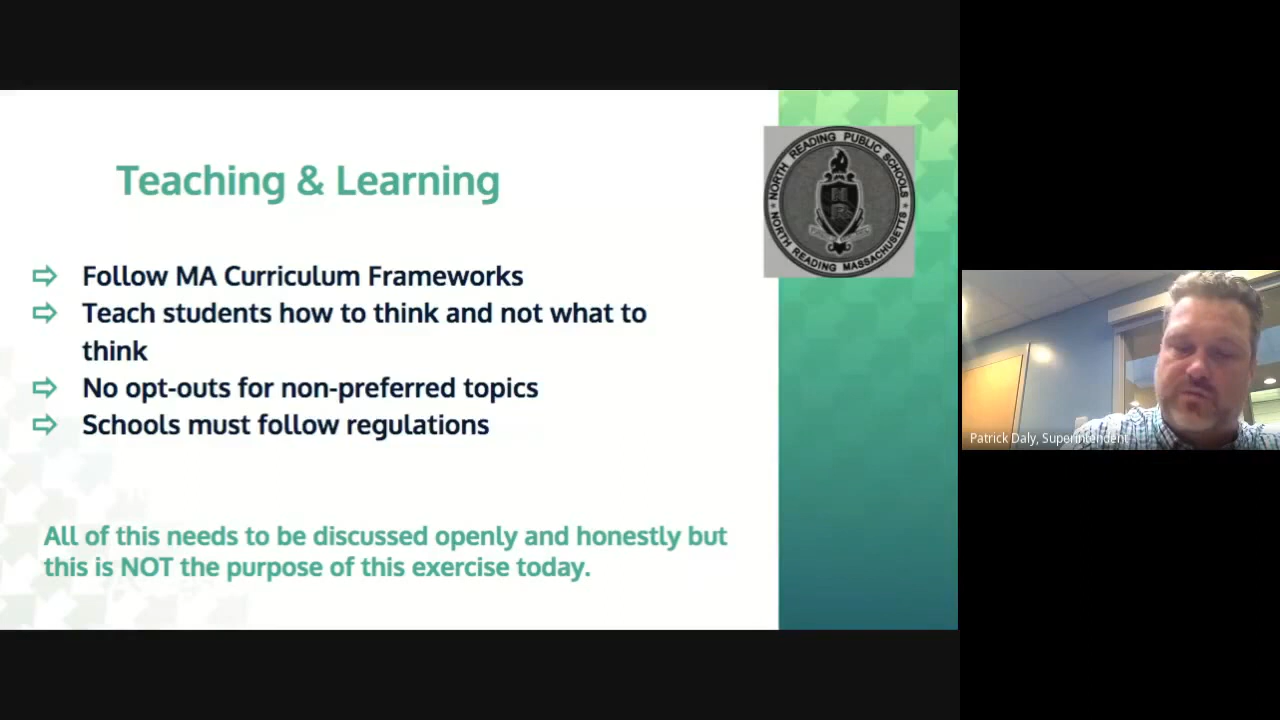 Teaching & Learning
NORTH READING PUBLIC SCHOOLS
NORTH READING MASSACHUSETTS
⇨ Follow MA Curriculum Frameworks
⇨ Teach students how to think and not what to
think
⇨ No opt-outs for non-preferred topics
⇨ Schools must follow regulations
All of this needs to be discussed openly and honestly but
this is NOT the purpose of this exercise today.
Patrick Daly, Superintendent